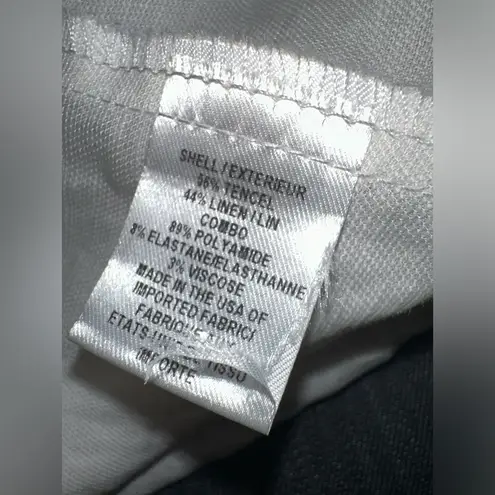 SHELL/EXTERIEUR
56% TENCEL
44% LINEN/LIN
COMBO
89% POLYAMIDE
8% ELASTANE/ELASTHANNE
3% VISCOSE
MADE IN THE USA OF
IMPORTED FABRIC/
ETATS
TISSU
IMPORTE